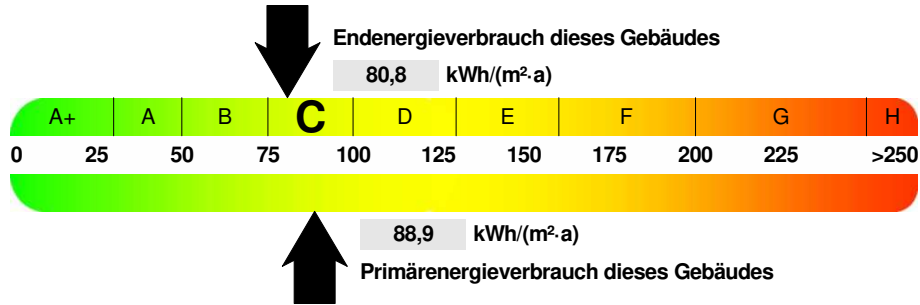 Endenergieverbrauch dieses Gebäudes
80,8 kWh/(m²·a)
A+ A B C D E F G H
0 25 50 75 100 125 150 175 200 225 >250
88,9 kWh/(m²·a)
Primärenergieverbrauch dieses Gebäudes